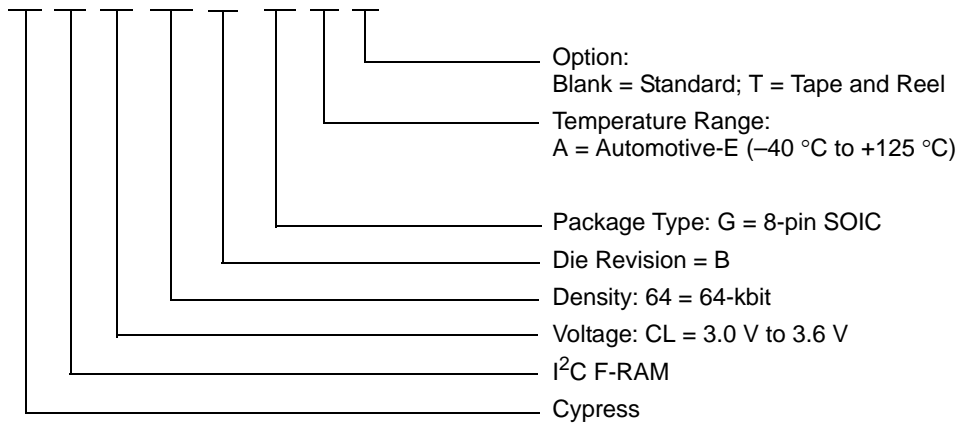 Option:
Blank = Standard; T = Tape and Reel
Temperature Range:
A = Automotive-E (–40 °C to +125 °C)
Package Type: G = 8-pin SOIC
Die Revision = B
Density: 64 = 64-kbit
Voltage: CL = 3.0 V to 3.6 V
I²C F-RAM
Cypress